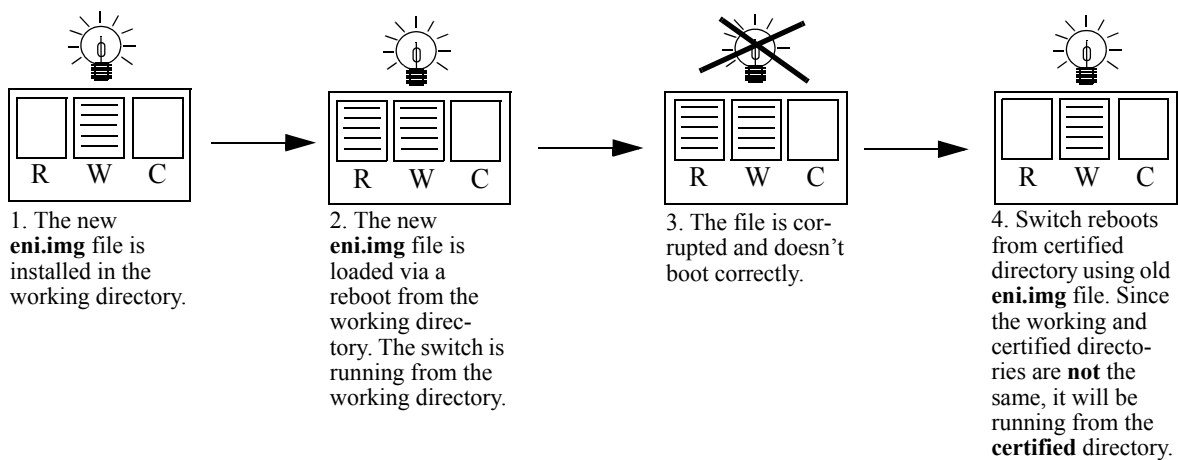 R W C
R W C
R W C
R W C
1. The new
eni.img file is
installed in the
working directory.
2. The new
eni.img file is
loaded via a
reboot from the
working direc-
tory. The switch is
running from the
working directory.
3. The file is cor-
rupted and doesn’t
boot correctly.
4. Switch reboots
from certified
directory using old
eni.img file. Since
the working and
certified directo-
ries are not the
same, it will be
running from the
certified directory.